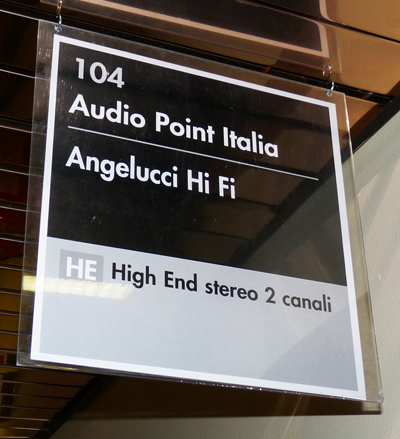 104
Audio Point Italia
Angelucci Hi Fi
HE High End stereo 2 canali